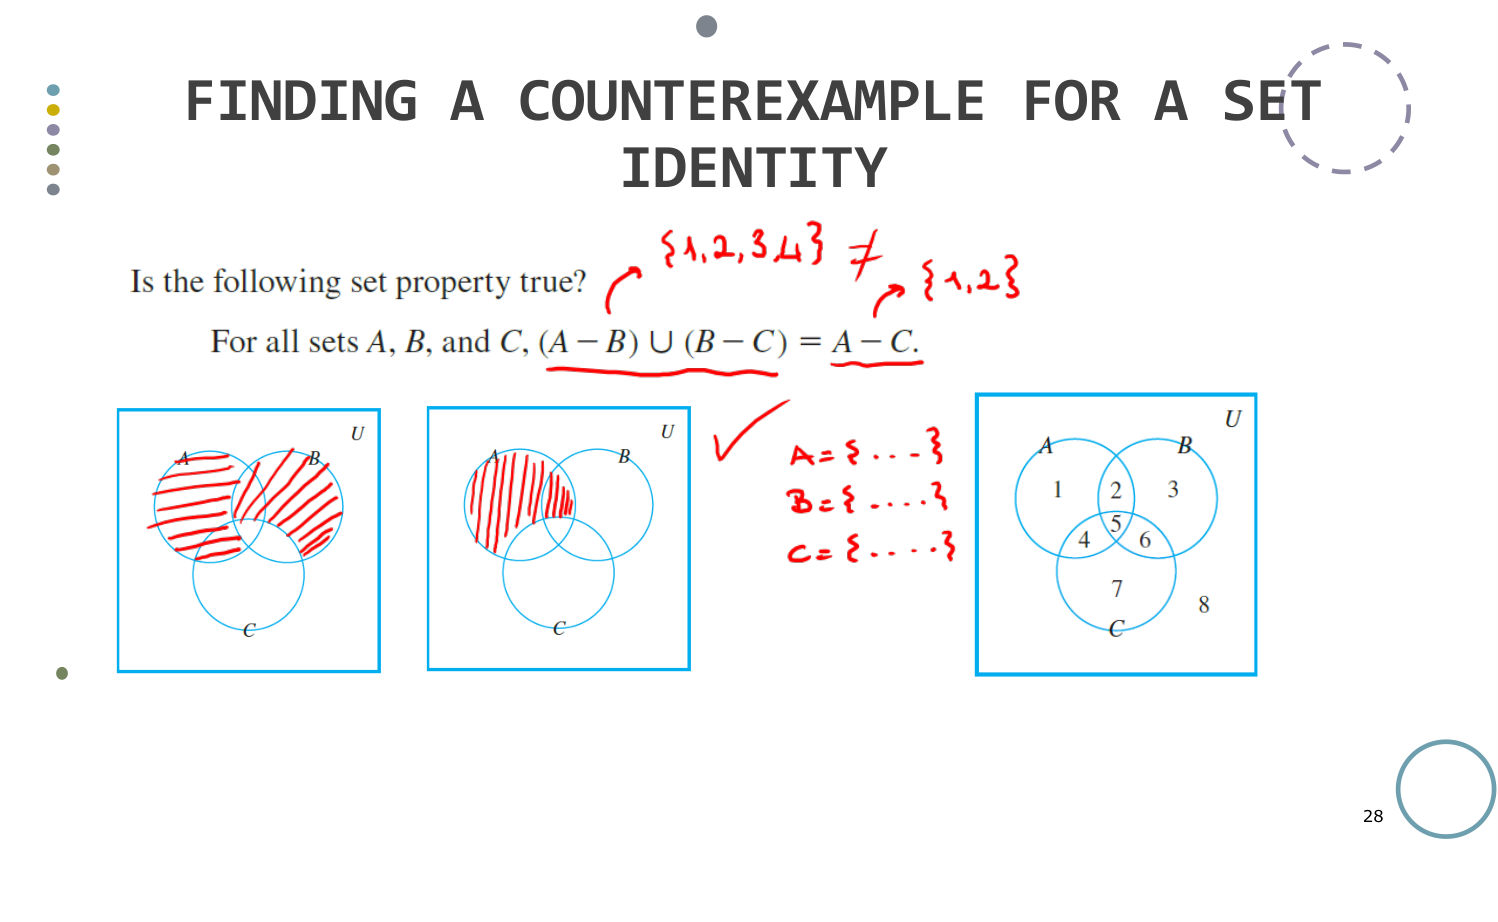 FINDING A COUNTEREXAMPLE FOR A SET
IDENTITY
{1,2,3,4} ≠
{1,2}
Is the following set property true?
For all sets A, B, and C, (A − B) ∪ (B − C) = A − C.
U
A
B
C
U
A
B
C
A = {....}
B = {.....}
C = {.....}
U
A
B
1
2
3
5
4
6
7
8
C
28